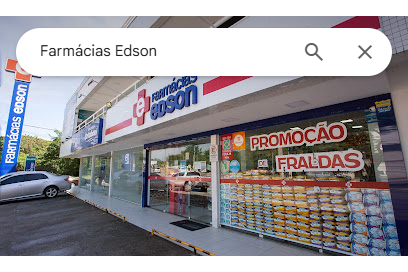 Farmácias Edson
FARMÁCIAS
edson
FARMÁCIAS edson
PROMOÇÃO
FRALDAS